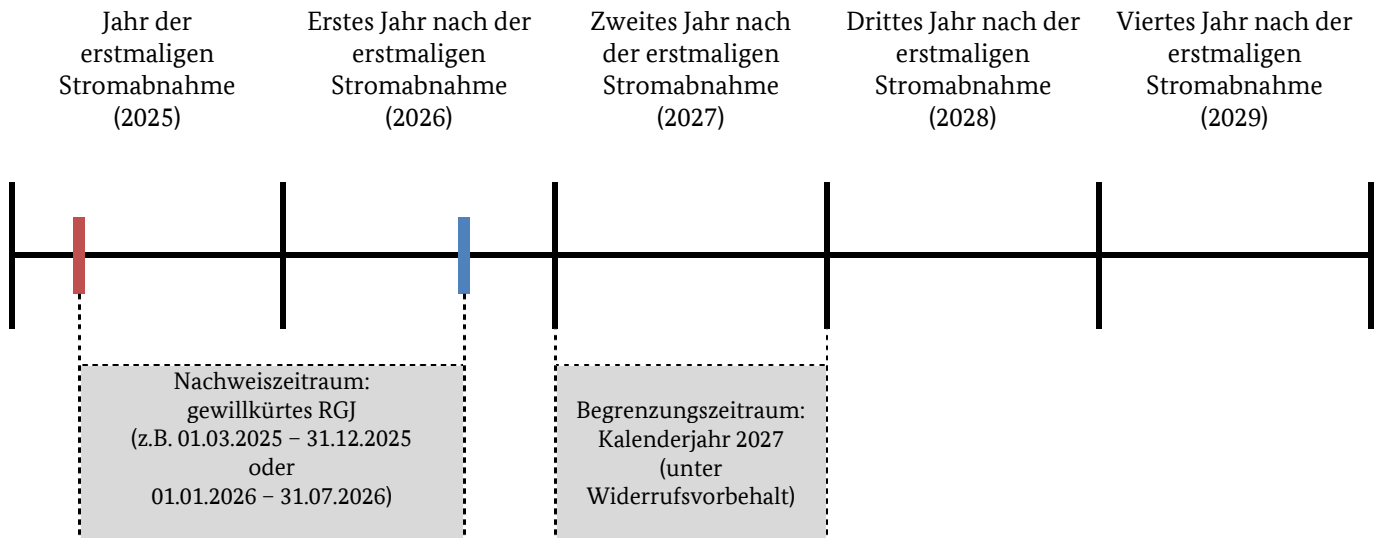 Jahr der
erstmaligen
Stromabnahme
(2025)
Erstes Jahr nach der
erstmaligen
Stromabnahme
(2026)
Zweites Jahr nach
der erstmaligen
Stromabnahme
(2027)
Drittes Jahr nach der
erstmaligen
Stromabnahme
(2028)
Viertes Jahr nach der
erstmaligen
Stromabnahme
(2029)
Nachweiszeitraum:
gewillkürtes RGJ
(z.B. 01.03.2025 – 31.12.2025
oder
01.01.2026 – 31.07.2026)
Begrenzungszeitraum:
Kalenderjahr 2027
(unter
Widerrufsvorbehalt)